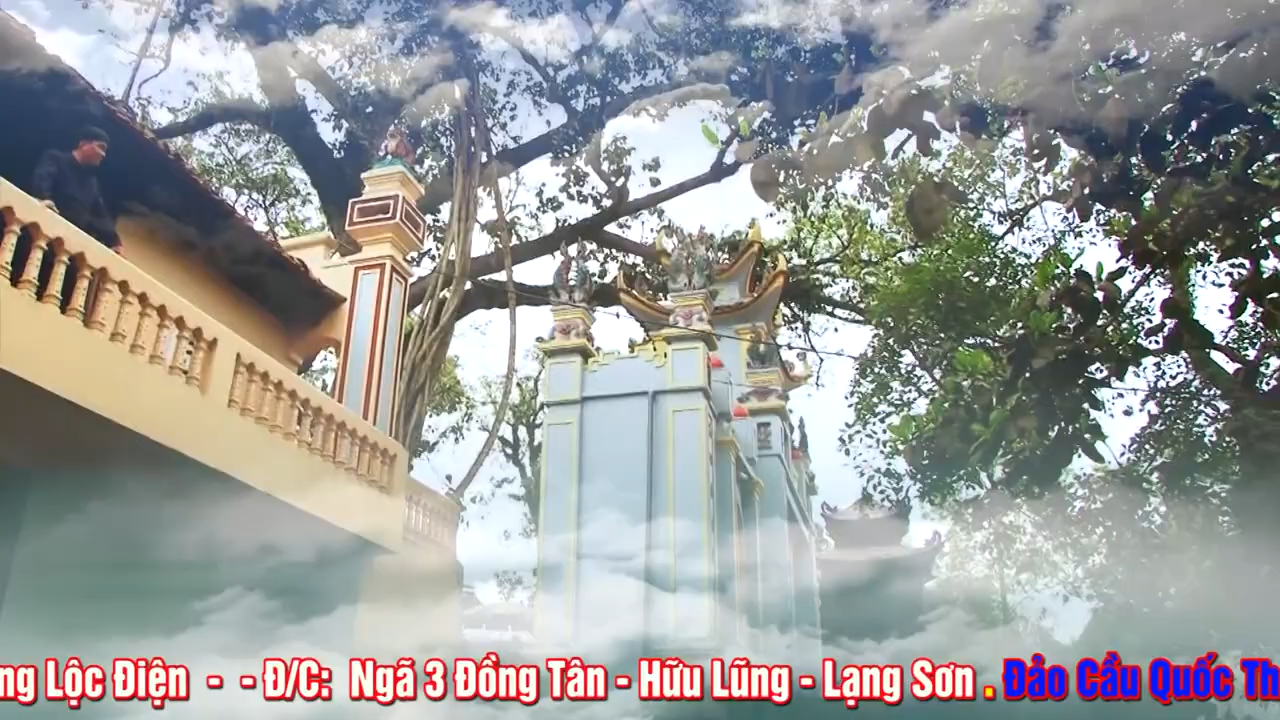 ng Lộc Điện - - Đ/C: Ngã 3 Đồng Tân - Hữu Lũng - Lạng Sơn . Đảo Cầu Quốc Th